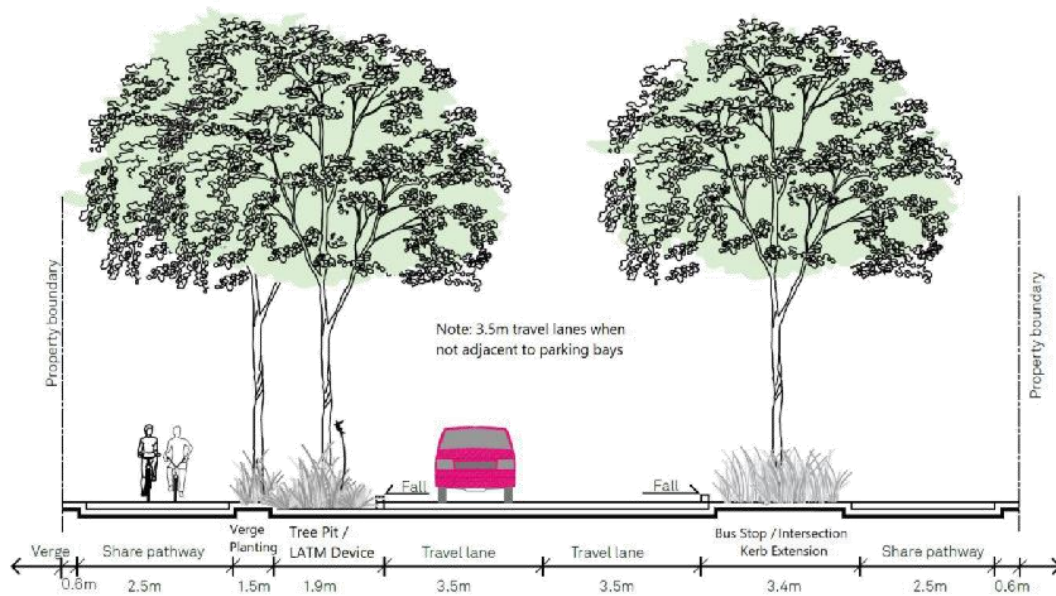 Property boundary
Property boundary
Note: 3.5m travel lanes when
not adjacent to parking bays
Fall
Fall
Verge
Share pathway
Verge
Planting
Tree Pit /
LATM Device
Travel lane
Travel lane
Bus Stop / Intersection
Kerb Extension
Share pathway
0.6m
2.5m
1.5m
1.9m
3.5m
3.5m
3.4m
2.5m
0.6m